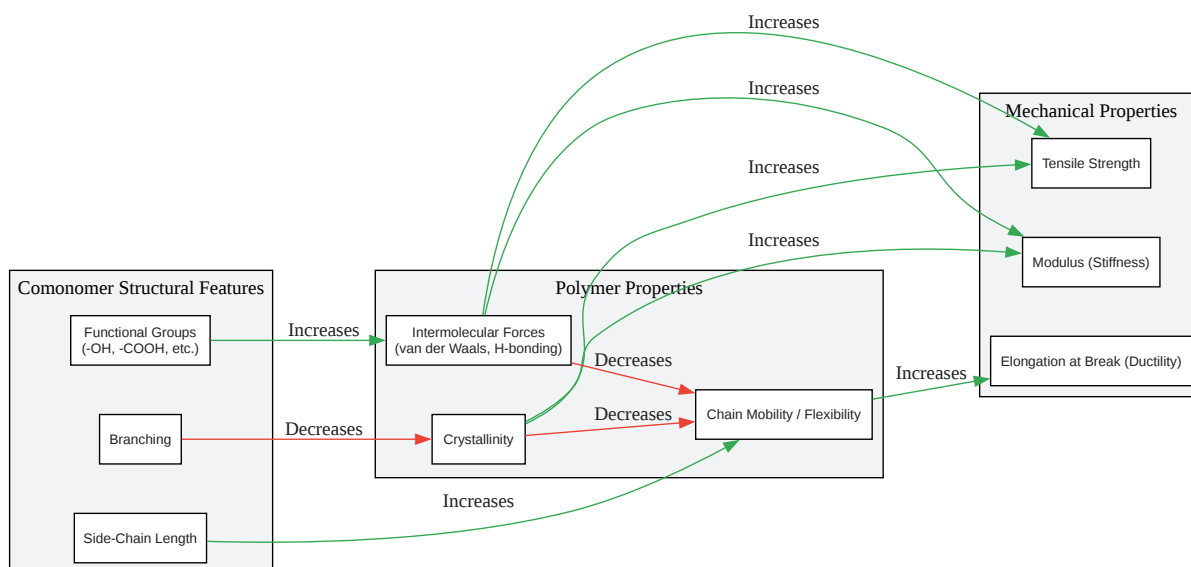 Comonomer Structural Features
Functional Groups
(-OH, -COOH, etc.)
Branching
Side-Chain Length
Increases
Decreases
Increases
Polymer Properties
Intermolecular Forces
(van der Waals, H-bonding)
Crystallinity
Decreases
Decreases
Chain Mobility / Flexibility
Increases
Increases
Increases
Increases
Increases
Mechanical Properties
Tensile Strength
Modulus (Stiffness)
Elongation at Break (Ductility)